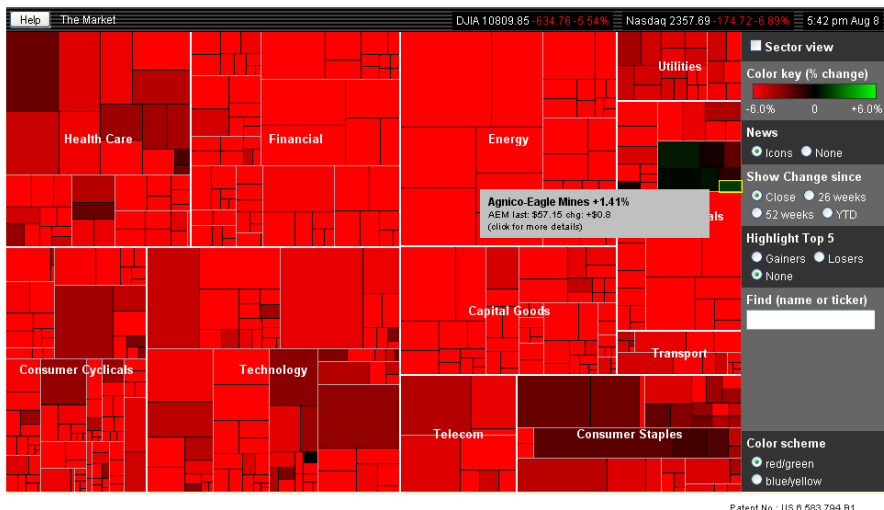 Help The Market DJIA 10809.85 -634.76 -5.54% Nasdaq 2357.69 -174.72 -6.89% 5:42 pm Aug 8
Sector view
Color key (% change)
-6.0% 0 +6.0%
News
Icons None
Show Change since
Close 26 weeks
52 weeks YTD
Highlight Top 5
Gainers Losers
None
Find (name or ticker)
Color scheme
red/green
blue/yellow
Utilities
Health Care
Financial
Energy
Agnico-Eagle Mines +1.41%
AEM last: $57.15 chg: +$0.8
(click for more details)
als
Capital Goods
Transport
Consumer Cyclicals
Technology
Telecom
Consumer Staples
Patent No.: US 6,583,794 B1